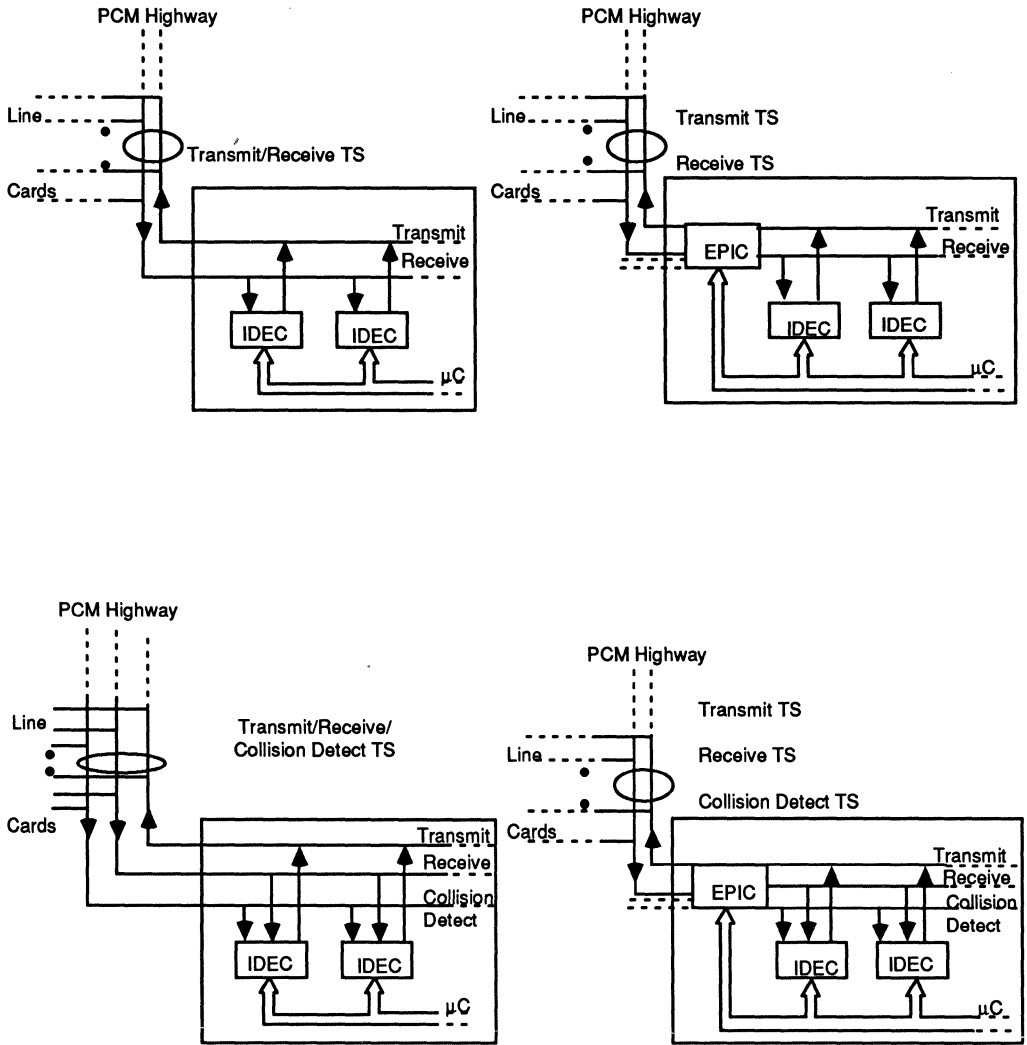 PCM Highway
Line
Transmit/Receive TS
Cards
Transmit
Receive
IDEC
IDEC
µC
PCM Highway
Line
Transmit TS
Receive TS
Cards
Transmit
EPIC
Receive
IDEC
IDEC
µC
PCM Highway
Line
Transmit/Receive/
Collision Detect TS
Cards
Transmit
Receive
Collision
Detect
IDEC
IDEC
µC
PCM Highway
Transmit TS
Line
Receive TS
Collision Detect TS
Cards
Transmit
EPIC
Receive
Collision
Detect
IDEC
IDEC
µC